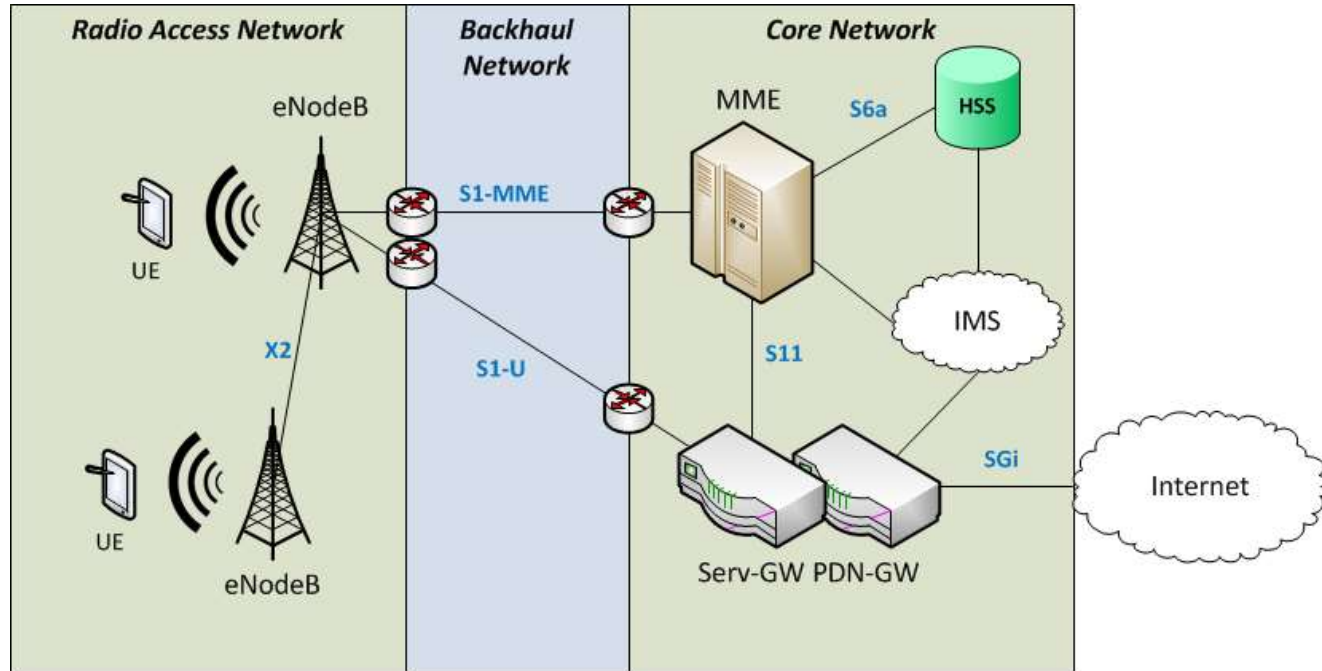 Radio Access Network
Backhaul
Network
Core Network
eNodeB
MME
S6a
HSS
S1-MME
UE
IMS
X2
S1-U
S11
SGi
Internet
UE
eNodeB
Serv-GW PDN-GW